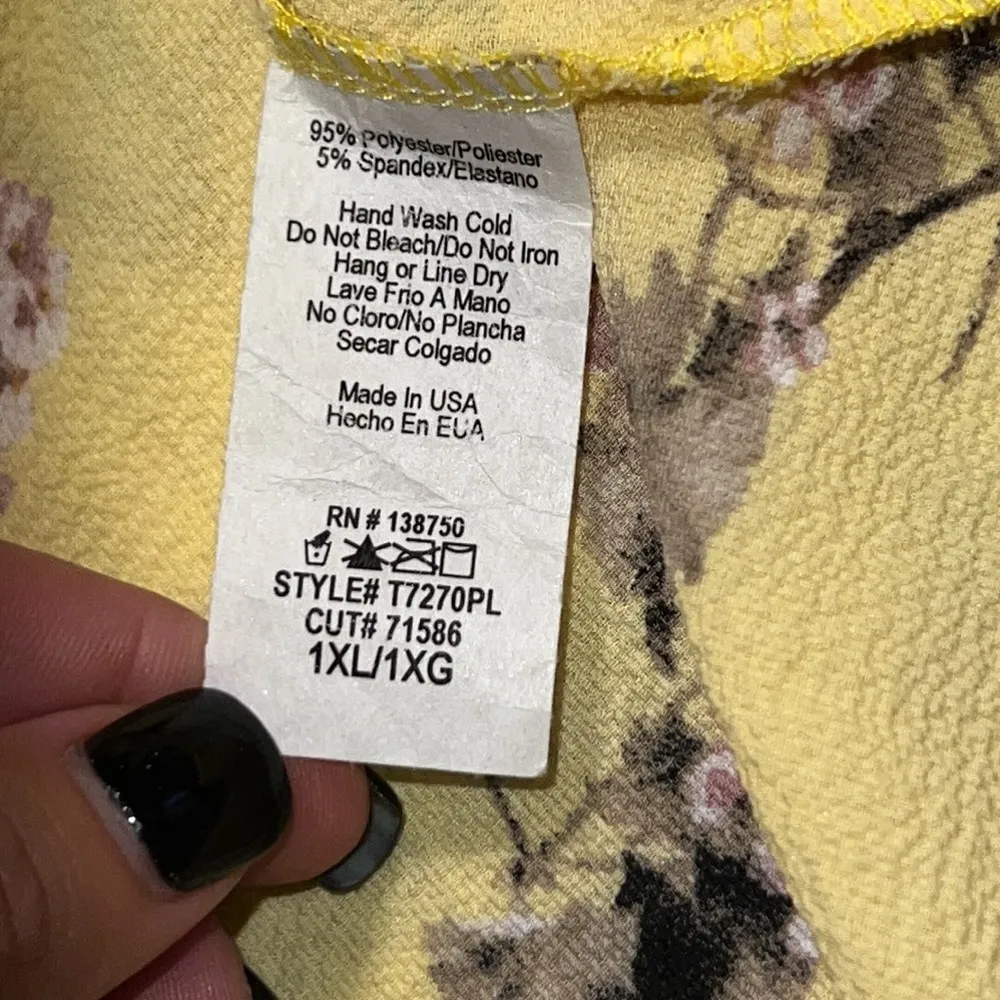 95% Polyester/Poliester
5% Spandex/Elastano
Hand Wash Cold
Do Not Bleach/Do Not Iron
Hang or Line Dry
Lave Frio A Mano
No Cloro/No Plancha
Secar Colgado
Made In USA
Hecho En EUA
RN # 138750
STYLE# T7270PL
CUT# 71586
1XL/1XG